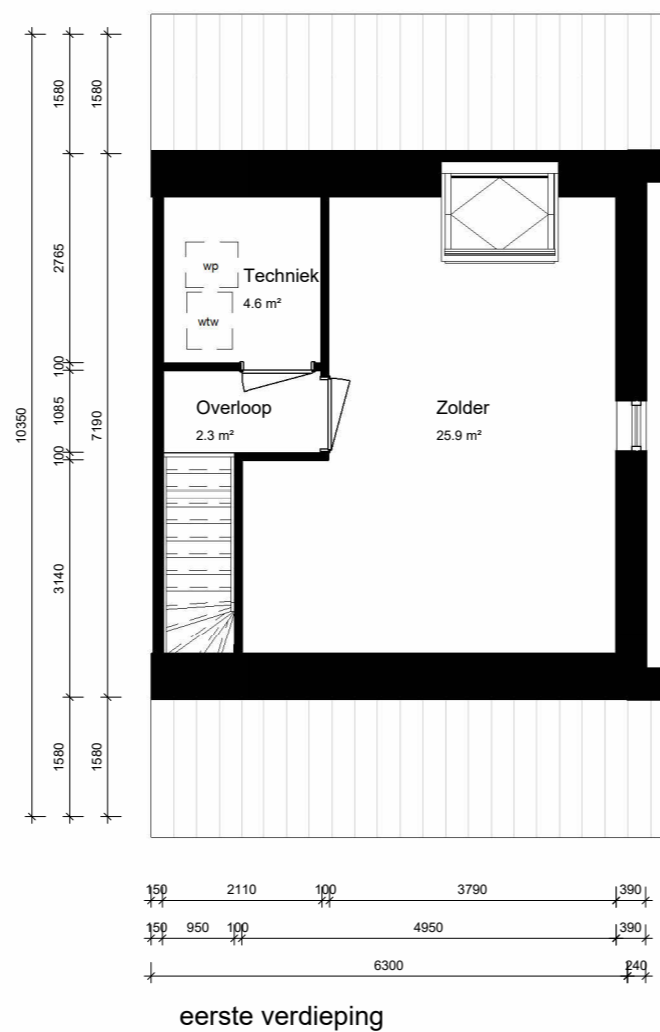 1580
1580
2765
100
1085
100
10350
7190
3140
1580
1580
wp
Techniek
4.6 m²
wtw
Overloop
2.3 m²
Zolder
25.9 m²
150 2110 100 3790 390
150 950 100 4950 390
6300 240
eerste verdieping